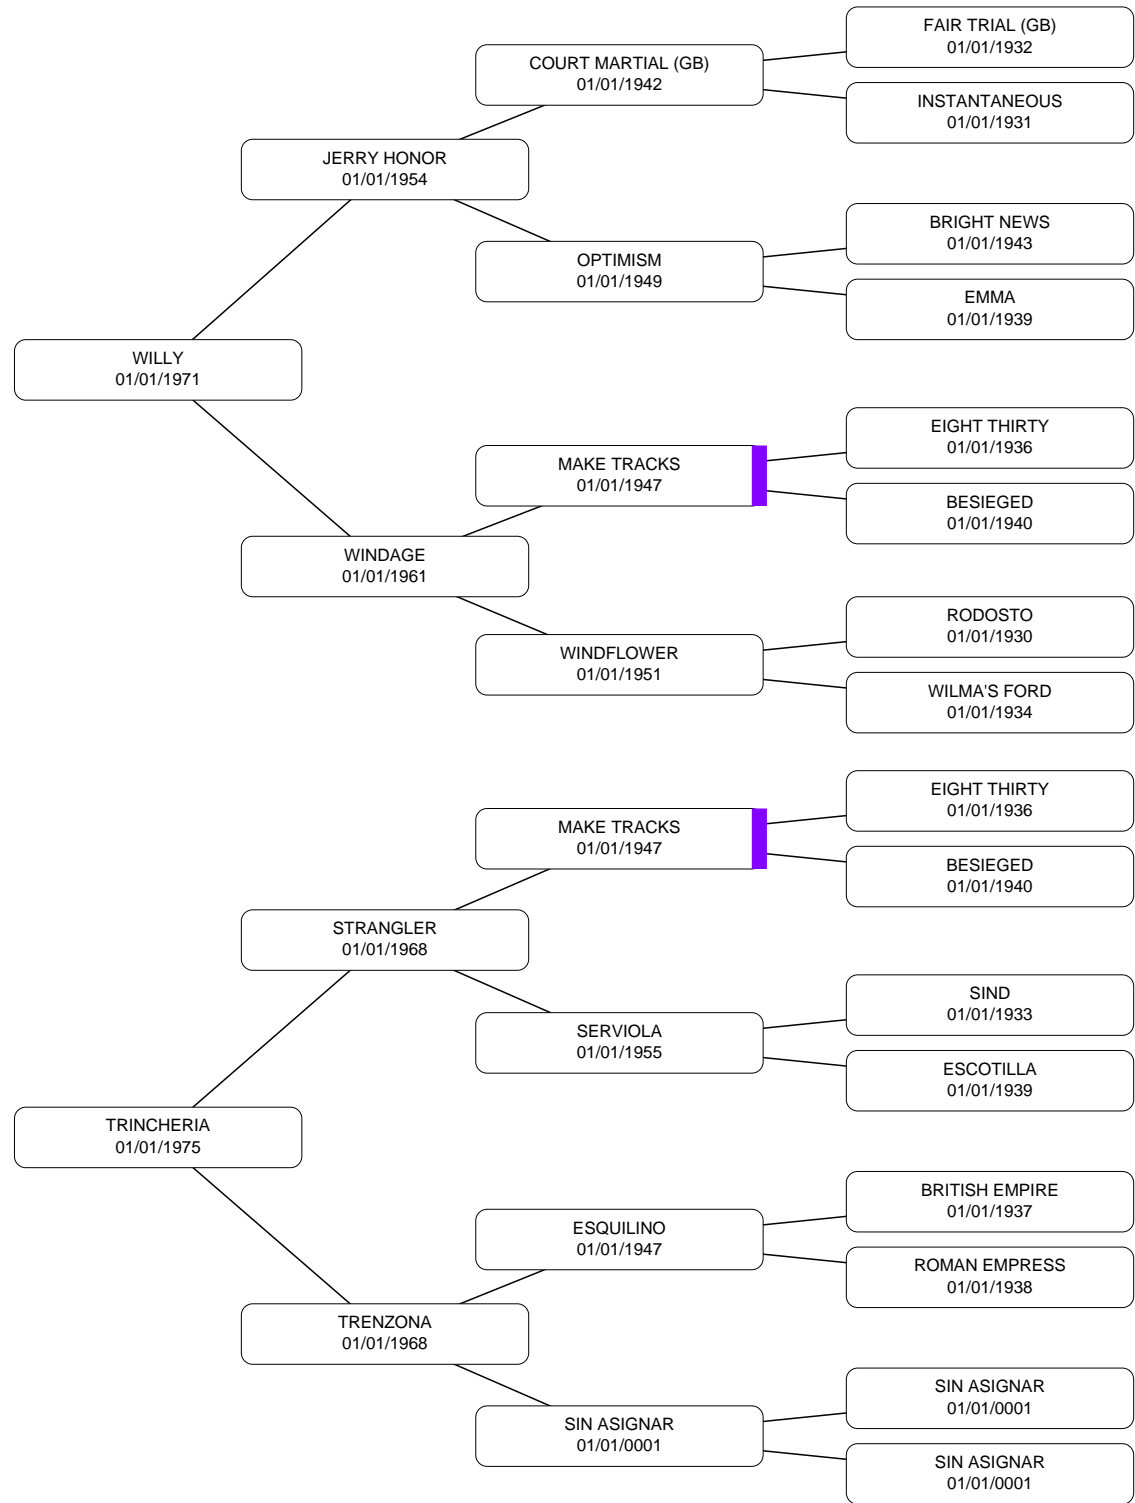 FAIR TRIAL (GB)
01/01/1932
COURT MARTIAL (GB)
01/01/1942
INSTANTANEOUS
01/01/1931
JERRY HONOR
01/01/1954
BRIGHT NEWS
01/01/1943
OPTIMISM
01/01/1949
EMMA
01/01/1939
WILLY
01/01/1971
EIGHT THIRTY
01/01/1936
MAKE TRACKS
01/01/1947
BESIEGED
01/01/1940
WINDAGE
01/01/1961
RODOSTO
01/01/1930
WINDFLOWER
01/01/1951
WILMA'S FORD
01/01/1934
EIGHT THIRTY
01/01/1936
MAKE TRACKS
01/01/1947
BESIEGED
01/01/1940
STRANGLER
01/01/1968
SIND
01/01/1933
SERVIOLA
01/01/1955
ESCOTILLA
01/01/1939
TRINCHERIA
01/01/1975
BRITISH EMPIRE
01/01/1937
ESQUILINO
01/01/1947
ROMAN EMPRESS
01/01/1938
TRENZONA
01/01/1968
SIN ASIGNAR
01/01/0001
SIN ASIGNAR
01/01/0001
SIN ASIGNAR
01/01/0001